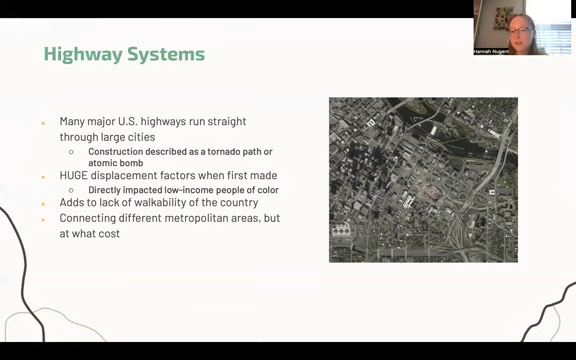 Highway Systems
Many major U.S. highways run straight
through large cities
Construction described as a tornado path or
atomic bomb
HUGE displacement factors when first made
Directly impacted low-income people of color
Adds to lack of walkability of the country
Connecting different metropolitan areas, but
at what cost
Hannah Nugent